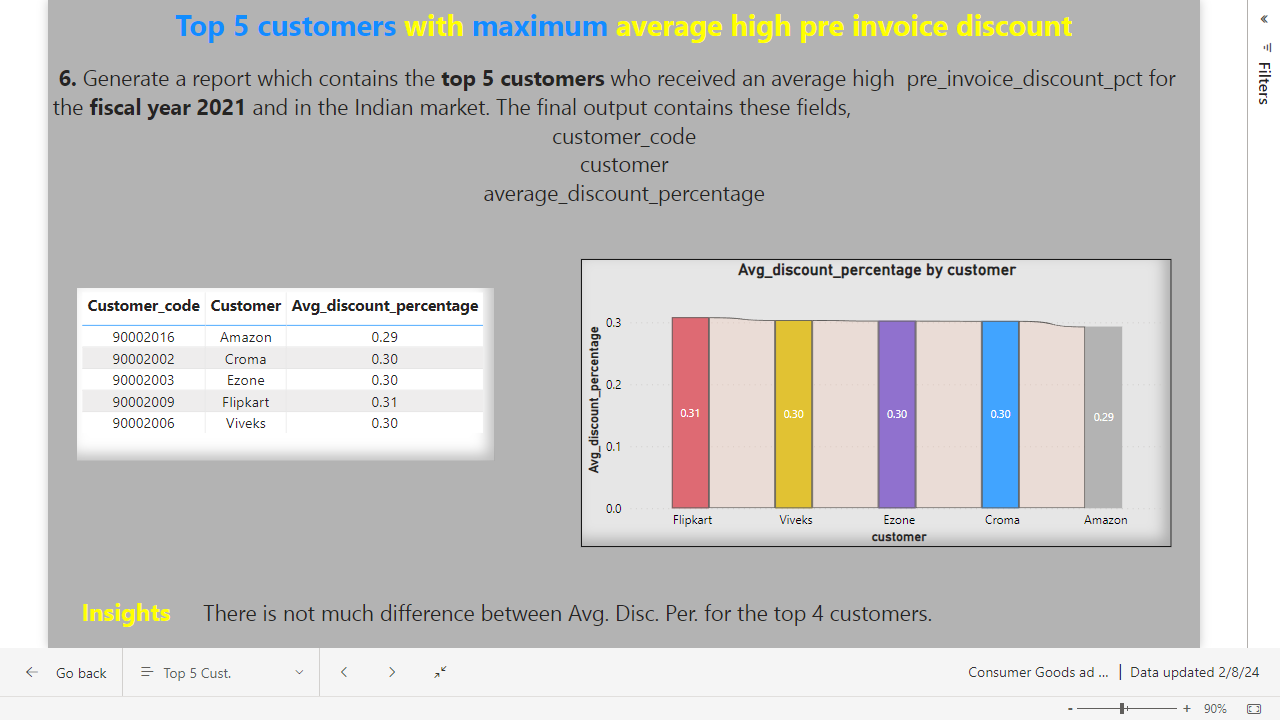 Top 5 customers with maximum average high pre invoice discount
6. Generate a report which contains the top 5 customers who received an average high  pre_invoice_discount_pct for
the fiscal year 2021 and in the Indian market. The final output contains these fields,
customer_code
customer
average_discount_percentage
Customer_code Customer Avg_discount_percentage
90002016 Amazon 0.29
90002002 Croma 0.30
90002003 Ezone 0.30
90002009 Flipkart 0.31
90002006 Viveks 0.30
Avg_discount_percentage by customer
Avg_discount_percentage
0.3
0.2
0.1
0.0
0.31 0.30 0.30 0.30 0.29
Flipkart Viveks Ezone Croma Amazon
customer
Insights There is not much difference between Avg. Disc. Per. for the top 4 customers.
Filters
Go back Top 5 Cust. Consumer Goods ad ... | Data updated 2/8/24
- + 90%